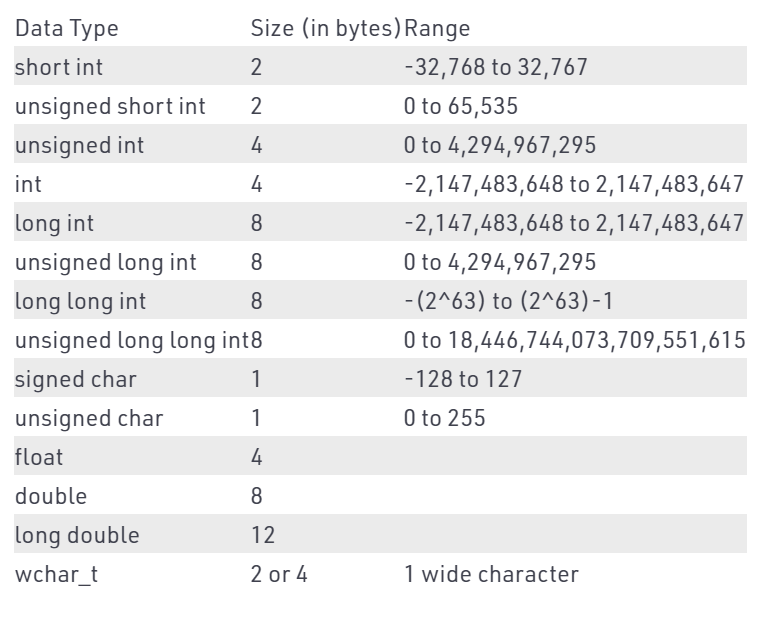 Data Type Size (in bytes) Range
short int 2 -32,768 to 32,767
unsigned short int 2 0 to 65,535
unsigned int 4 0 to 4,294,967,295
int 4 -2,147,483,648 to 2,147,483,647
long int 8 -2,147,483,648 to 2,147,483,647
unsigned long int 8 0 to 4,294,967,295
long long int 8 -(2^63) to (2^63)-1
unsigned long long int 8 0 to 18,446,744,073,709,551,615
signed char 1 -128 to 127
unsigned char 1 0 to 255
float 4
double 8
long double 12
wchar_t 2 or 4 1 wide character